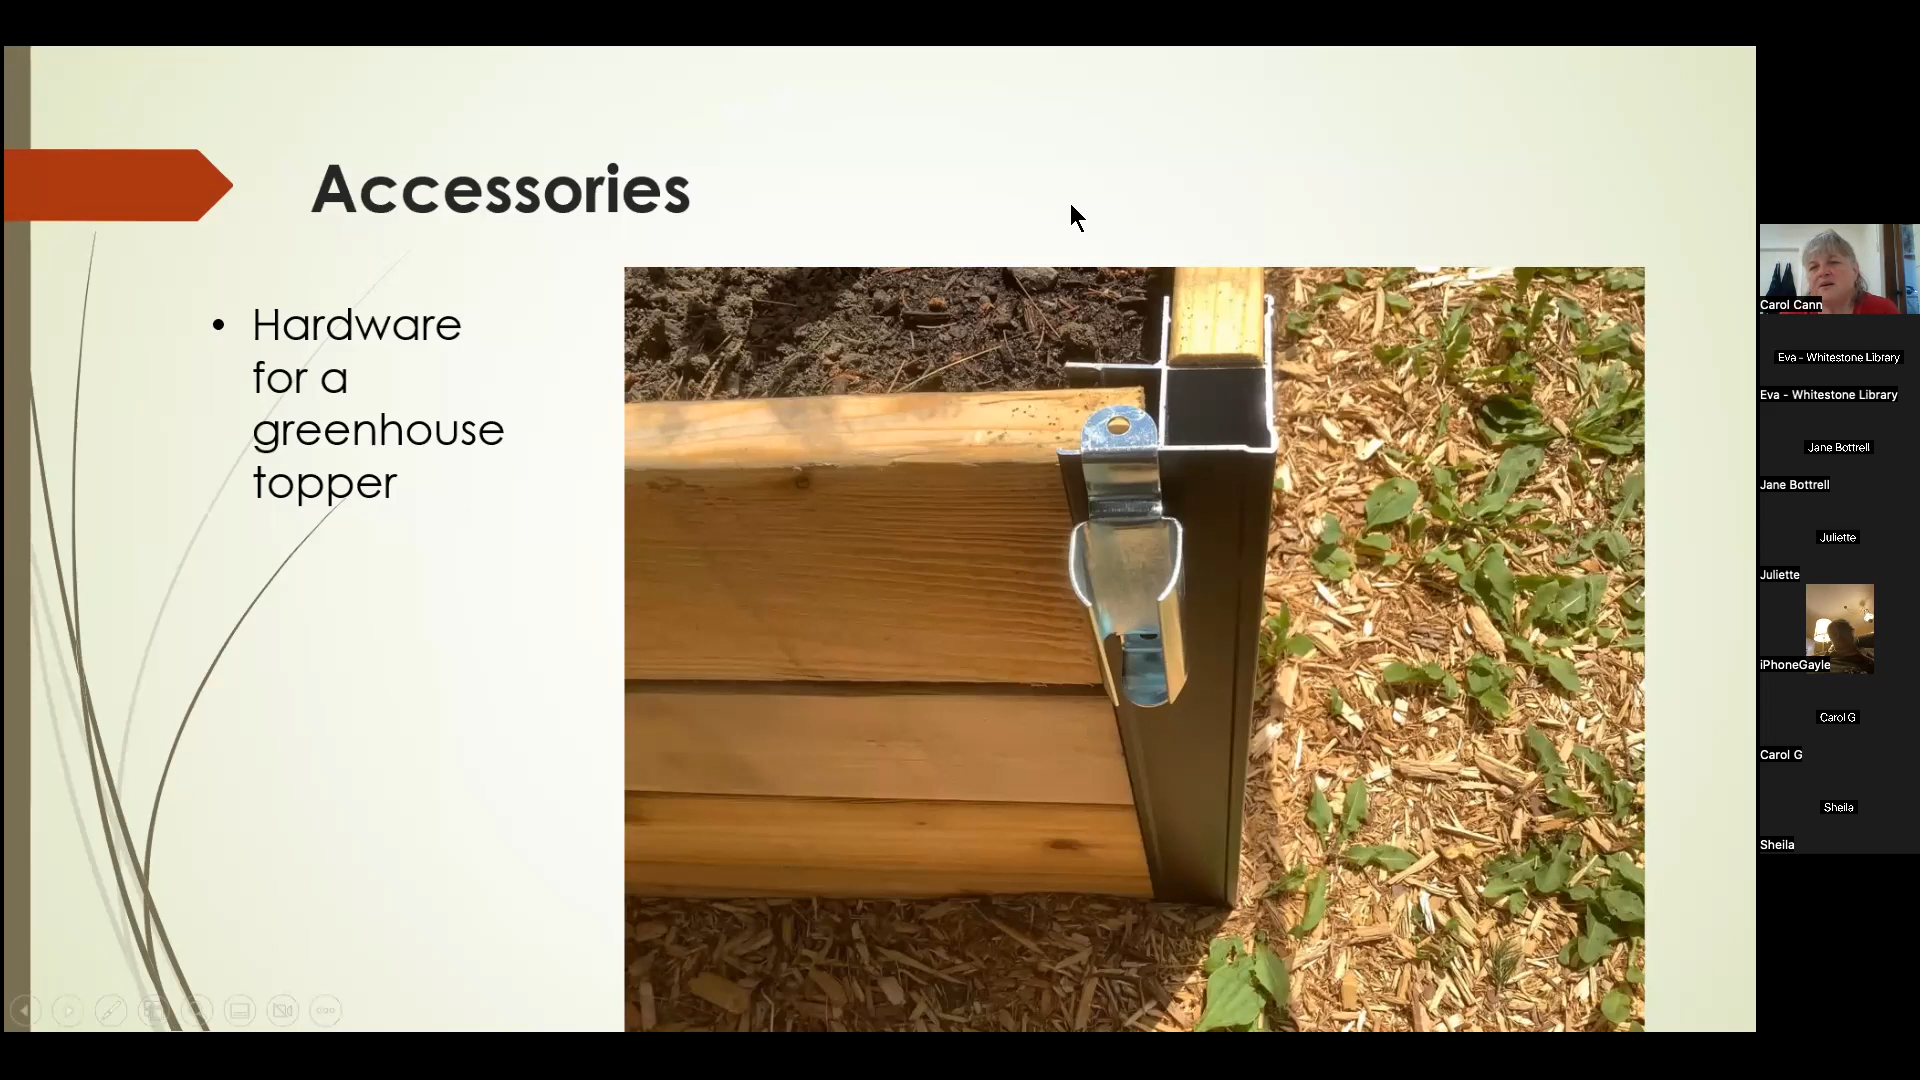 Accessories
• Hardware
for a
greenhouse
topper
Carol Cann
Eva - Whitestone Library
Eva - Whitestone Library
Jane Bottrell
Jane Bottrell
Juliette
Juliette
iPhoneGayle
Carol G
Carol G
Sheila
Sheila